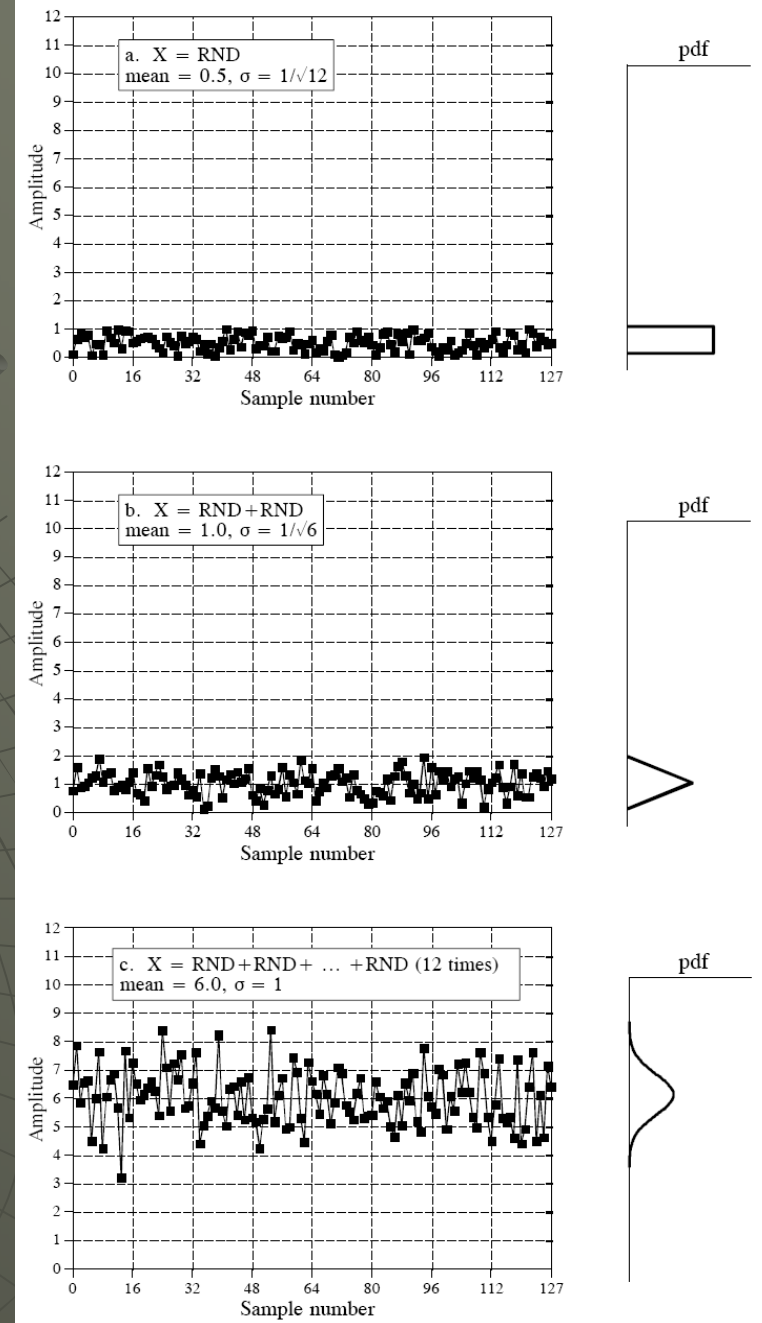 12
11
10
9
8
7
6
5
4
3
2
1
0
Amplitude
a. X = RND
mean = 0.5, σ = 1/√12
0 16 32 48 64 80 96 112 127
Sample number
pdf
12
11
10
9
8
7
6
5
4
3
2
1
0
Amplitude
b. X = RND+RND
mean = 1.0, σ = 1/√6
0 16 32 48 64 80 96 112 127
Sample number
pdf
12
11
10
9
8
7
6
5
4
3
2
1
0
Amplitude
c. X = RND+RND+ ... +RND (12 times)
mean = 6.0, σ = 1
0 16 32 48 64 80 96 112 127
Sample number
pdf